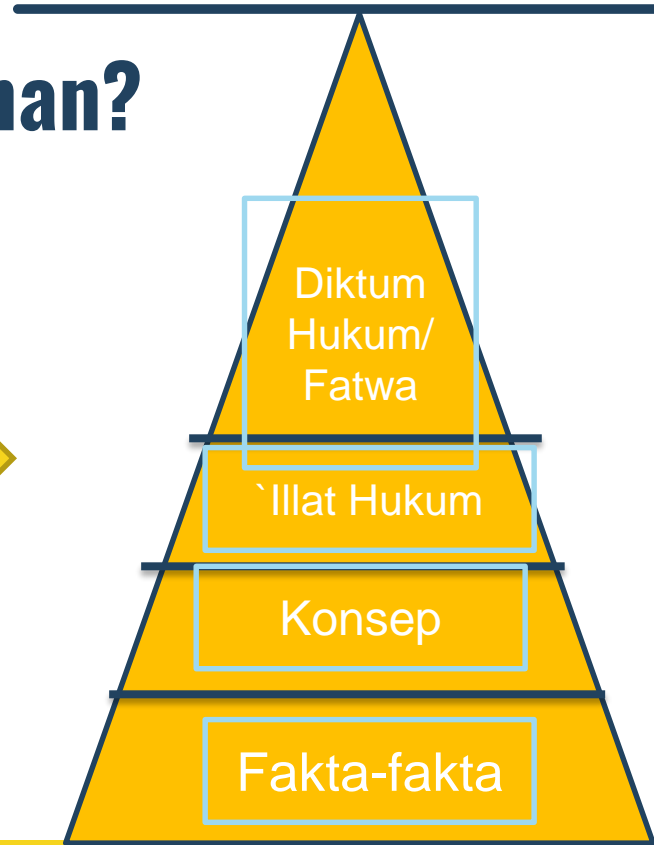 nan?
Diktum
Hukum/
Fatwa
`Illat Hukum
Konsep
Fakta-fakta